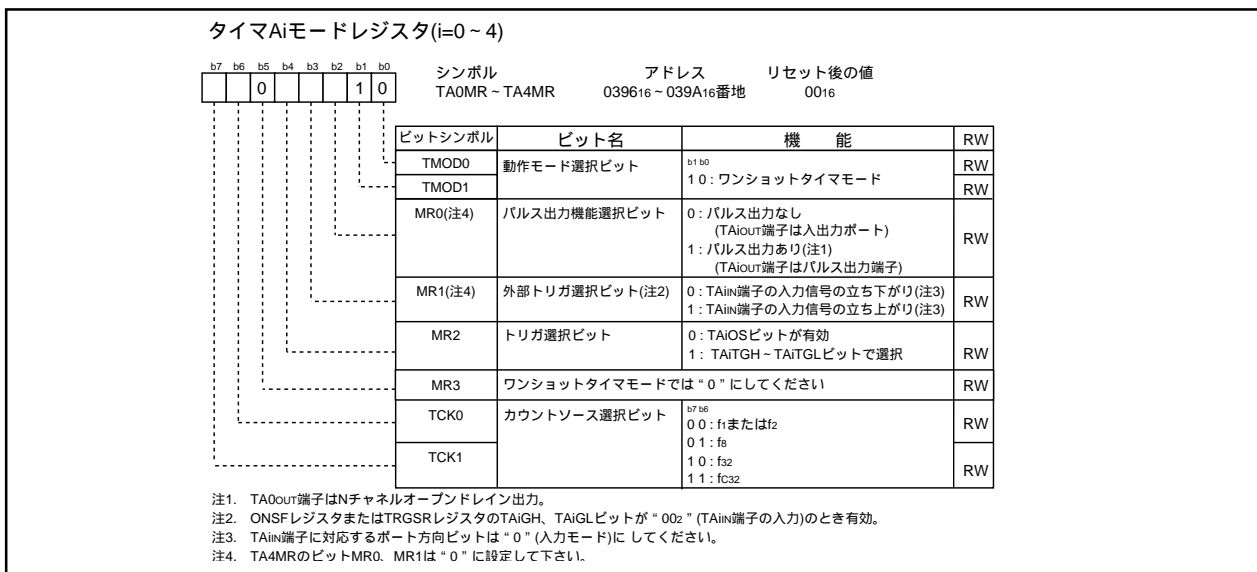 タイマAiモードレジスタ(i=0 ~ 4)
b7 b6 b5 b4 b3 b2 b1 b0
0 1 0
シンボル アドレス リセット後の値
TA0MR ~ TA4MR 039616 ~ 039A16番地 0016
ビットシンボル ビット名 機 能 RW
TMOD0 動作モード選択ビット b1 b0 RW
TMOD1 1 0 : ワンショットタイマモード RW
MR0(注4) パルス出力機能選択ビット 0 : パルス出力なし
(TAiOUT端子は入出力ポート)
1 : パルス出力あり(注1)
(TAiOUT端子はパルス出力端子)
RW
MR1(注4) 外部トリガ選択ビット(注2) 0 : TAiIN端子の入力信号の立ち下がり(注3)
1 : TAiIN端子の入力信号の立ち上がり(注3)
RW
MR2 トリガ選択ビット 0 : TAiOSビットが有効
1 : TAiTGH ~ TAiTGLビットで選択 RW
MR3 ワンショットタイマモードでは “ 0 ” にしてください RW
TCK0 カウントソース選択ビット b7 b6
0 0 : f1またはf2 RW
0 1 : f8
TCK1 1 0 : f32
1 1 : fC32 RW
注1. TA0OUT端子はNチャネルオープンドレイン出力。
注2. ONSFレジスタまたはTRGSRレジスタのTAiGH、TAiGLビットが “ 002 ” (TAiIN端子の入力)のとき有効。
注3. TAiIN端子に対応するポート方向ビットは “ 0 ” (入力モード)に してください。
注4. TA4MRのビットMR0、MR1は “ 0 ” に設定して下さい。